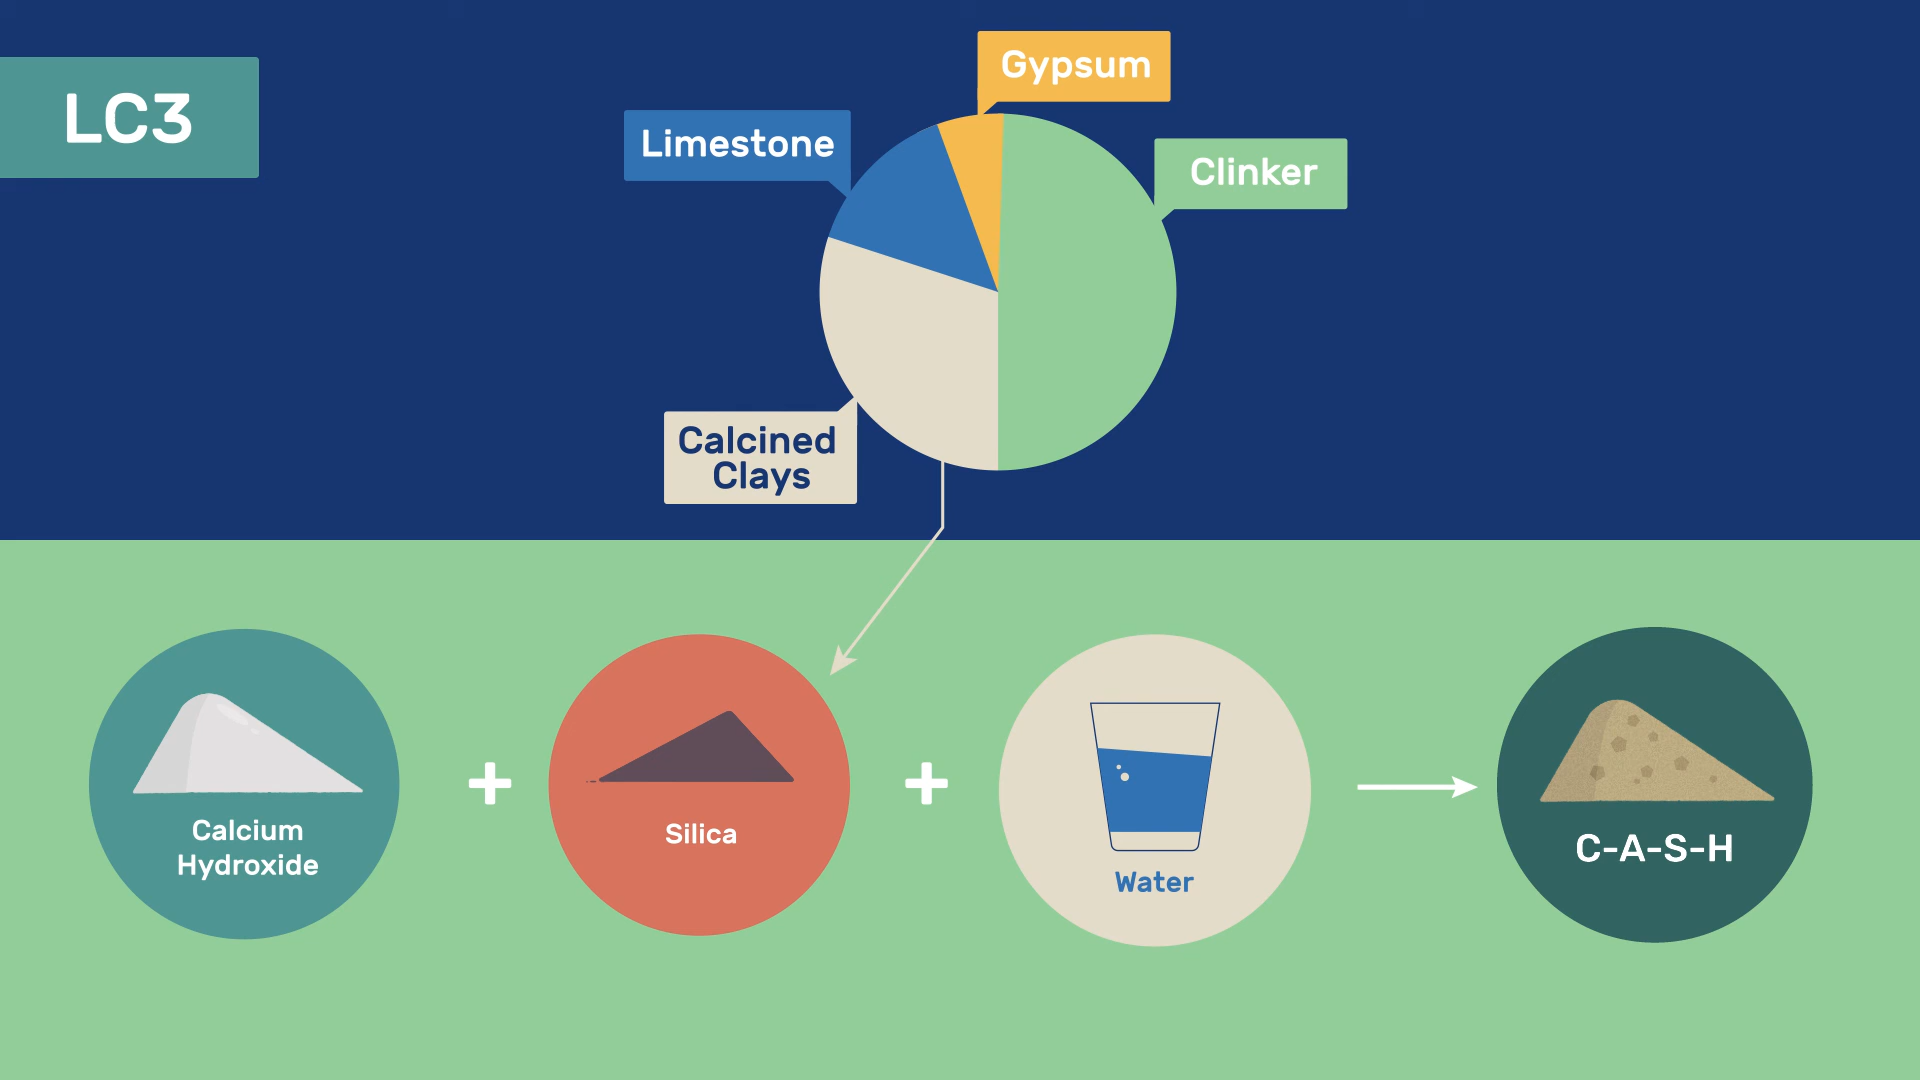 LC3
Gypsum
Limestone
Clinker
Calcined
Clays
Calcium
Hydroxide
+
Silica
+
Water
C-A-S-H